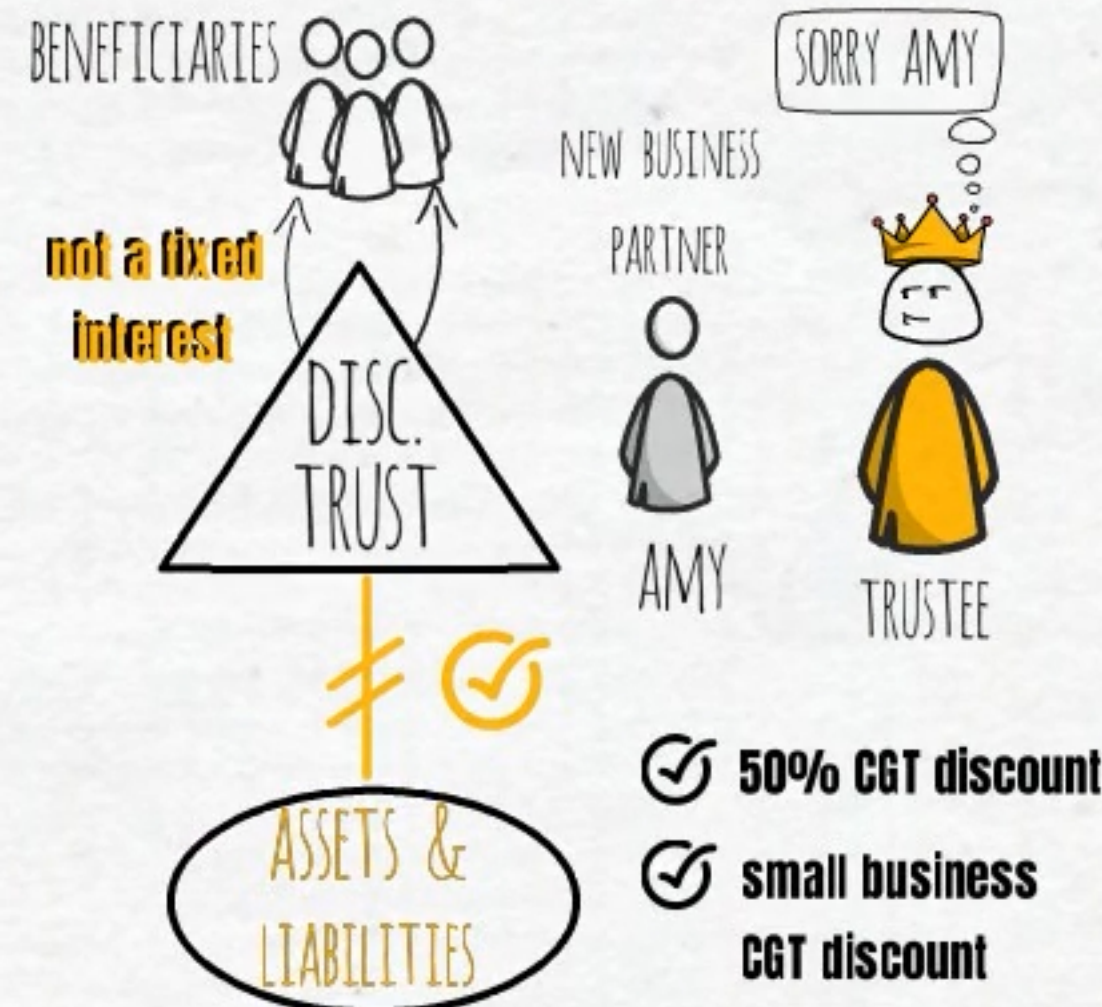 BENEFICIARIES
SORRY AMY
NEW BUSINESS
PARTNER
not a fixed
interest
DISC.
TRUST
AMY
TRUSTEE
50% CGT discount
small business
CGT discount
ASSETS &
LIABILITIES